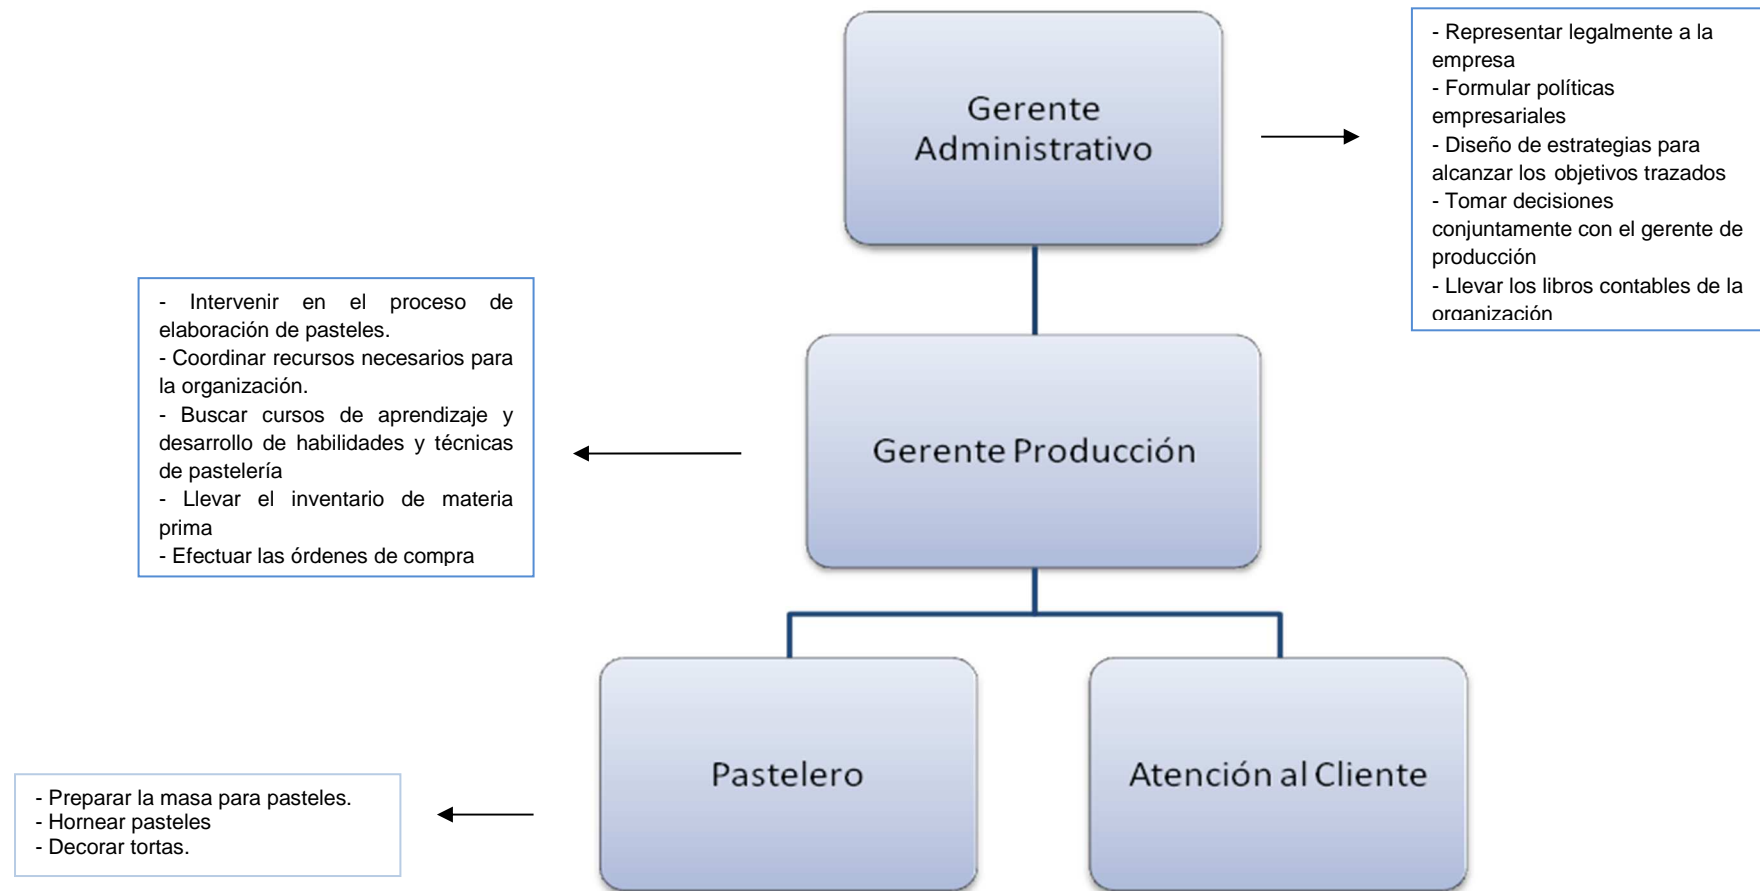 Gerente
Administrativo
- Representar legalmente a la
empresa
- Formular políticas
empresariales
- Diseño de estrategias para
alcanzar los objetivos trazados
- Tomar decisiones
conjuntamente con el gerente de
producción
- Llevar los libros contables de la
organización
- Intervenir en el proceso de
elaboración de pasteles.
- Coordinar recursos necesarios para
la organización.
- Buscar cursos de aprendizaje y
desarrollo de habilidades y técnicas
de pastelería
- Llevar el inventario de materia
prima
- Efectuar las órdenes de compra
Gerente Producción
Pastelero
Atención al Cliente
- Preparar la masa para pasteles.
- Hornear pasteles
- Decorar tortas.